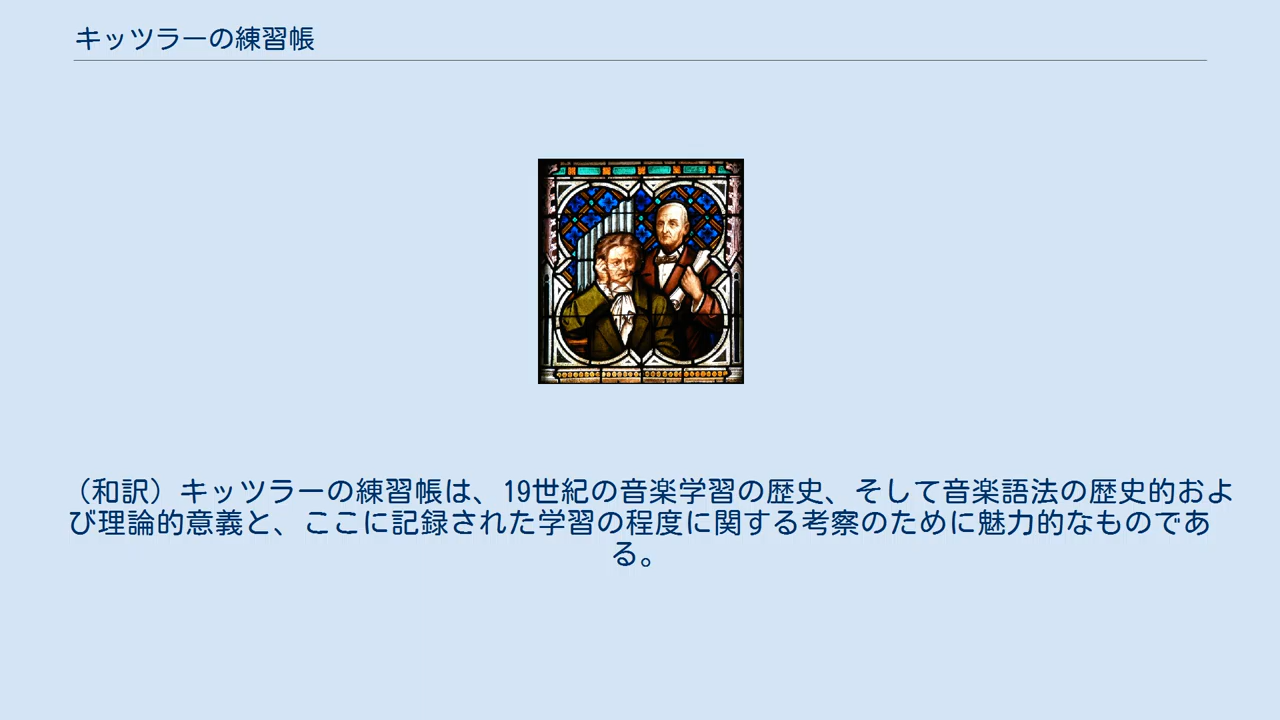 キッツラーの練習帳
（和訳）キッツラーの練習帳は、19世紀の音楽学習の歴史、そして音楽語法の歴史的およ
び理論的意義と、ここに記録された学習の程度に関する考察のために魅力的なものであ
る。